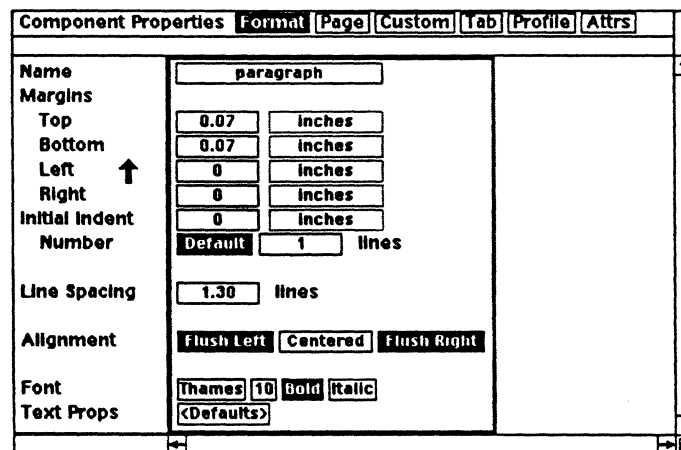 Component Properties Format Page Custom Tab Profile Attrs
Name paragraph
Margins
Top 0.07 inches
Bottom 0.07 inches
Left 0 inches
Right 0 inches
Initial Indent 0 inches
Number Default 1 lines
Line Spacing 1.30 lines
Alignment Flush Left Centered Flush Right
Font Thames 10 Bold Italic
Text Props <Defaults>